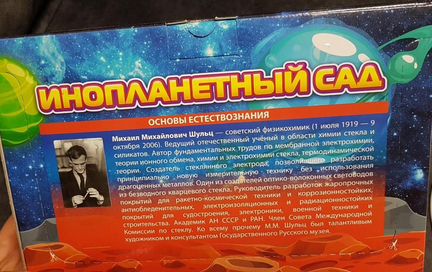 ИНОПЛАНЕТНЫЙ САД
ОСНОВЫ ЕСТЕСТВОЗНАНИЯ
Михаил Михайлович Шульц — советский физикохимик (1 июля 1919 — 9
октября 2006). Ведущий отечественный учёный в области химии стекла и
силикатов. Автор фундаментальных трудов по мембранной электрохимии,
теории ионного обмена, химии и электрохимии стекла, термодинамической
теории. Создатель стеклянного электрода, позволившего разработать
принципиально новую измерительную технику без использования
драгоценных металлов. Один из создателей оптико-волоконных световодов
из безводного кварцевого стекла. Руководитель разработок жаропрочных
покрытий для ракетно-космической техники и коррозионностойких,
антиобледенительных, электроизоляционных и радиационностойких
покрытий для судостроения, электроники, военной техники и
строительства. Академик АН СССР и РАН. Член Совета Международной
Комиссии по стеклу. Ко всему прочему М.М. Шульц был талантливым
художником и консультантом Государственного Русского музея.